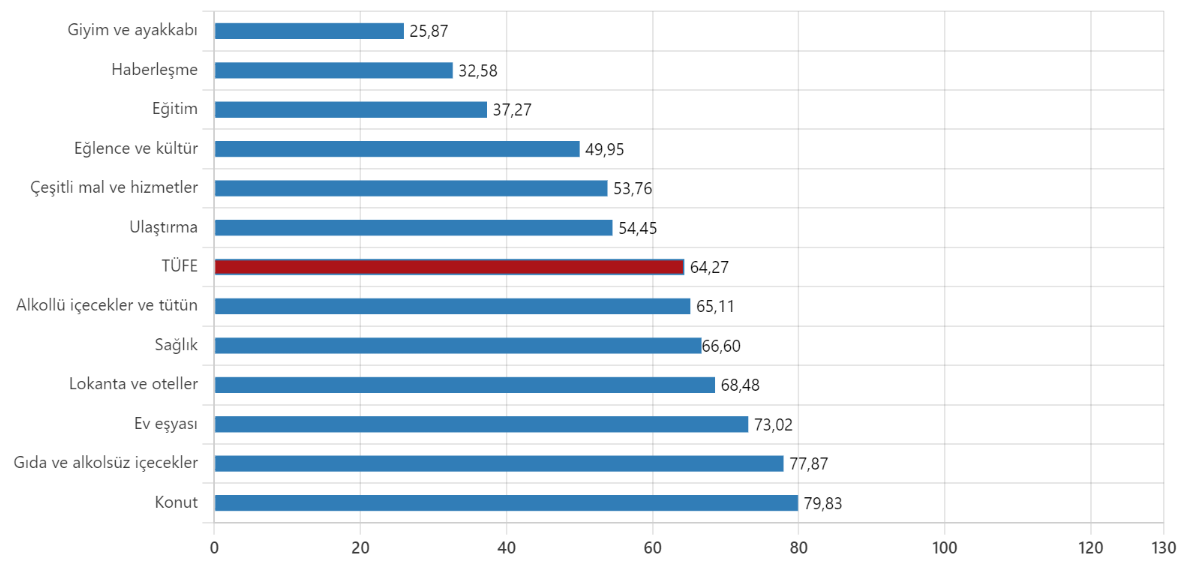 Giyim ve ayakkabı 25,87
Haberleşme 32,58
Eğitim 37,27
Eğlence ve kültür 49,95
Çeşitli mal ve hizmetler 53,76
Ulaştırma 54,45
TÜFE 64,27
Alkollü içecekler ve tütün 65,11
Sağlık 66,60
Lokanta ve oteller 68,48
Ev eşyası 73,02
Gıda ve alkolsüz içecekler 77,87
Konut 79,83
0 20 40 60 80 100 120 130